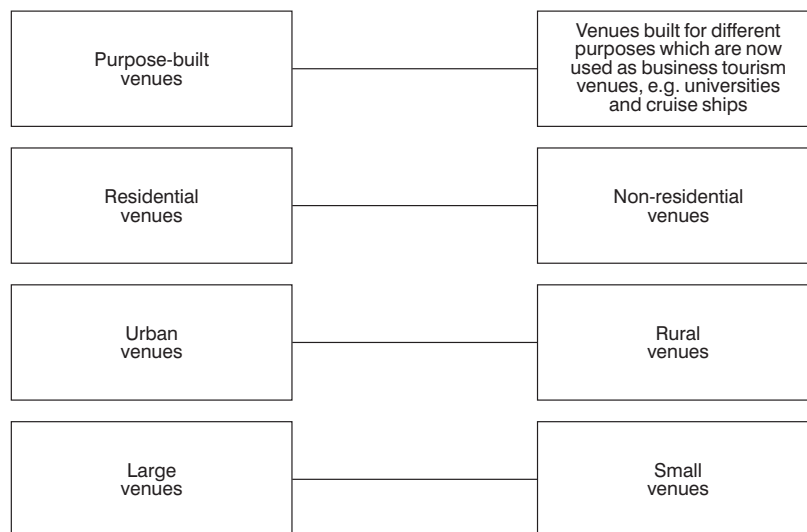 Purpose-built
venues
Venues built for different
purposes which are now
used as business tourism
venues, e.g. universities
and cruise ships
Residential
venues
Non-residential
venues
Urban
venues
Rural
venues
Large
venues
Small
venues